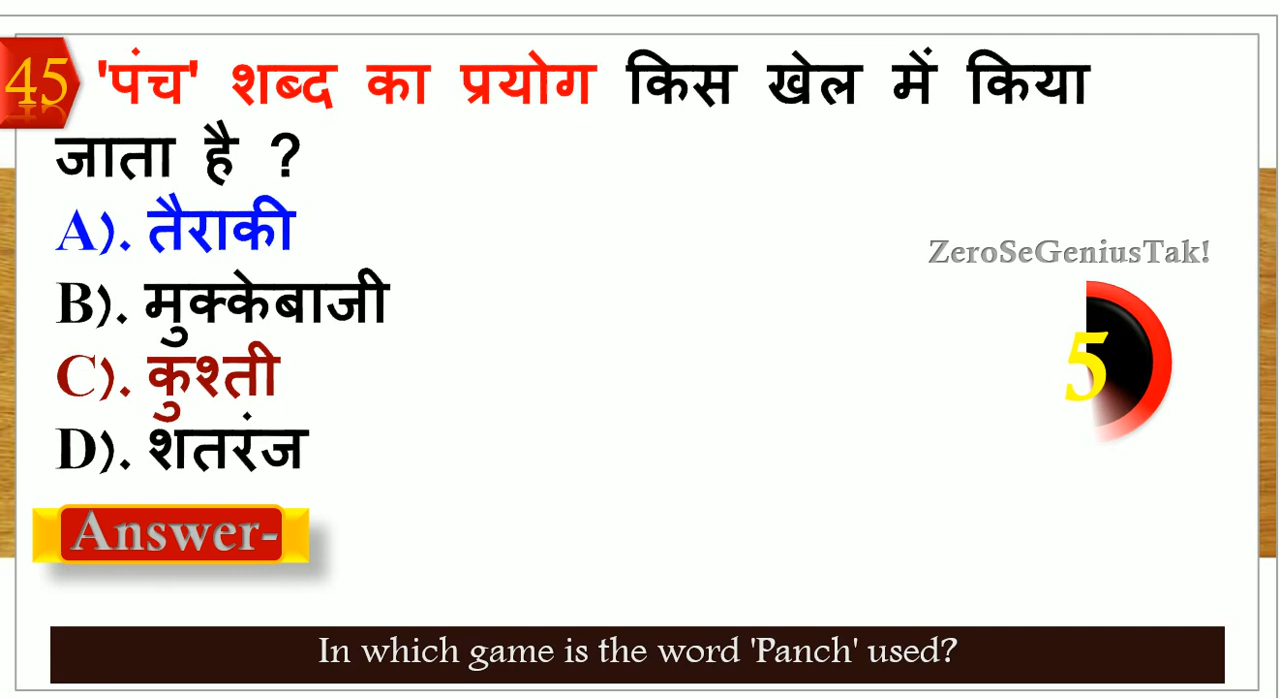 45 'पंच' शब्द का प्रयोग किस खेल में किया
जाता है ?
A). तैराकी
ZeroSeGeniusTak!
B). मुक्केबाजी
5
C). कुश्ती
D). शतरंज
Answer-
In which game is the word 'Panch' used?